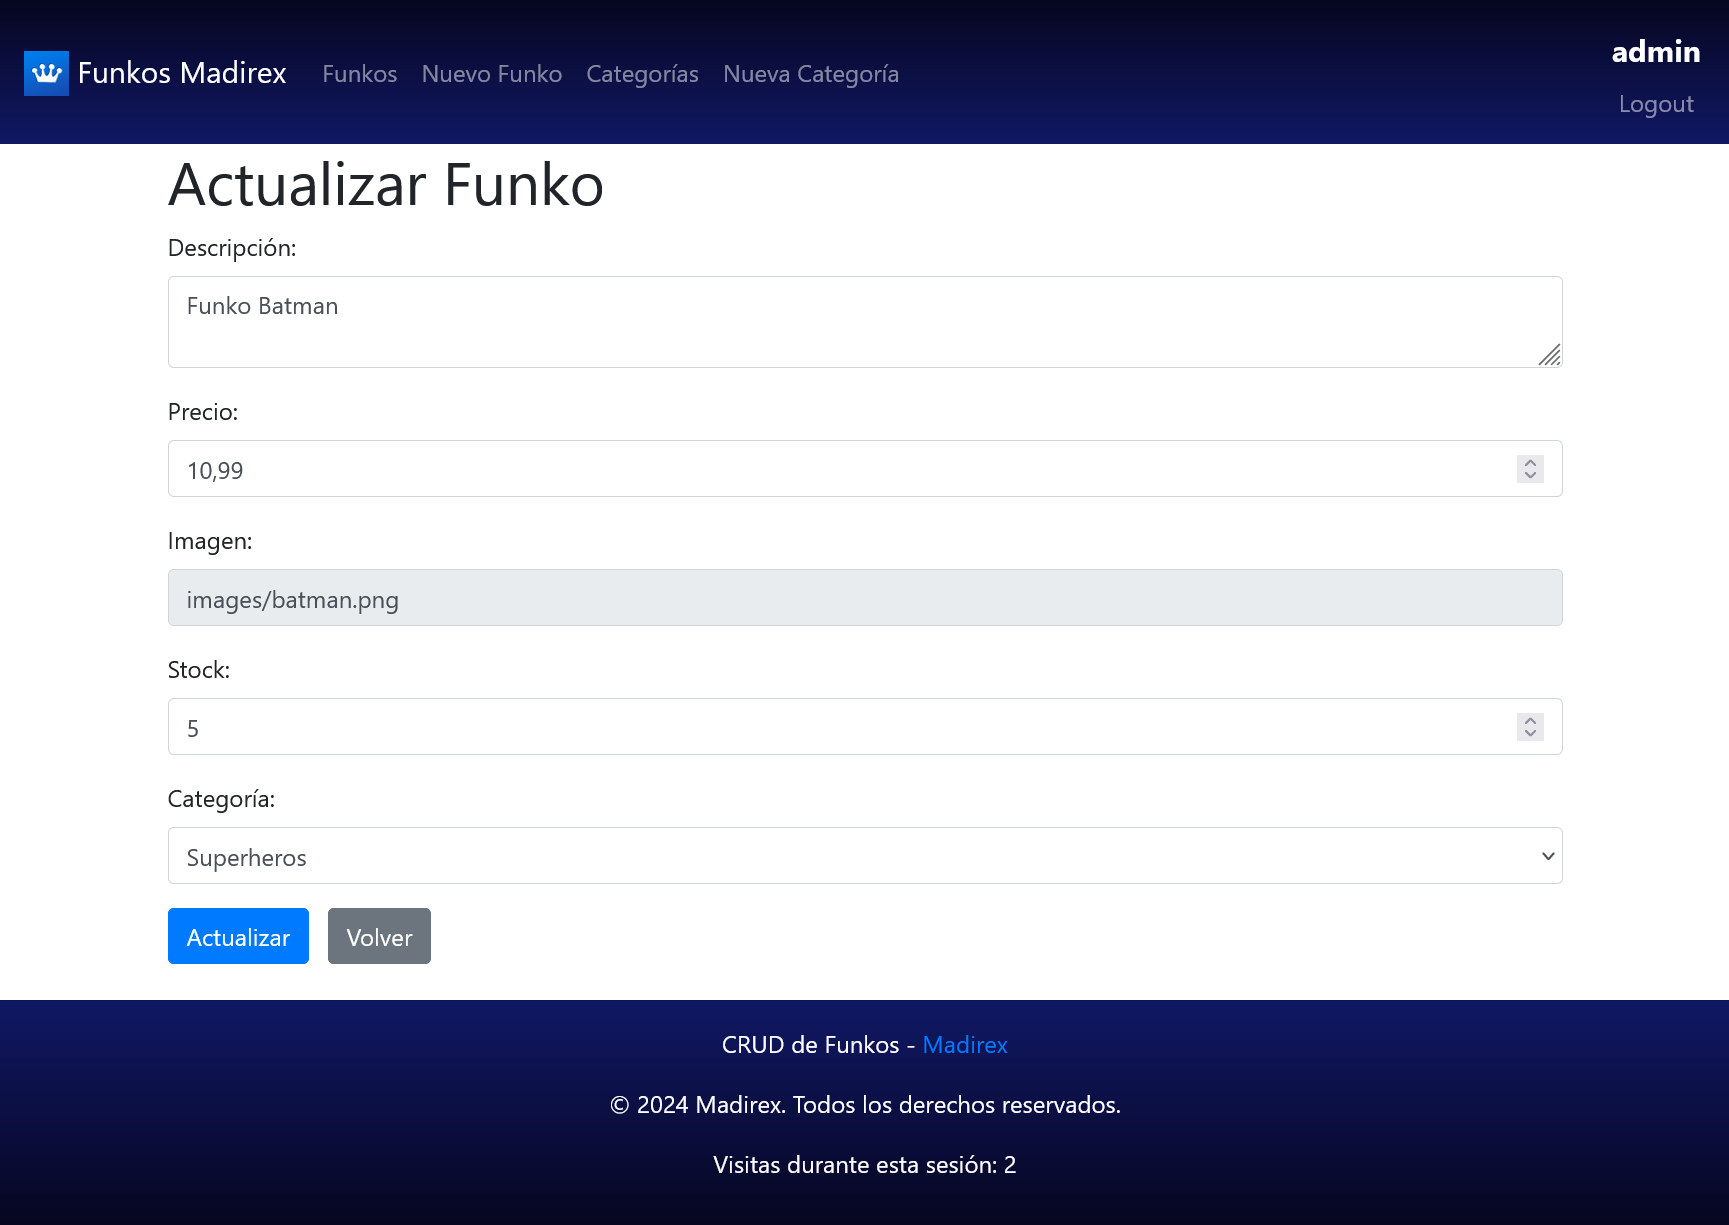 Funkos Madirex
Funkos
Nuevo Funko
Categorías
Nueva Categoría
admin
Logout
Actualizar Funko
Descripción:
Funko Batman
Precio:
10,99
Imagen:
images/batman.png
Stock:
5
Categoría:
Superheros
Actualizar
Volver
CRUD de Funkos - Madirex
© 2024 Madirex. Todos los derechos reservados.
Visitas durante esta sesión: 2